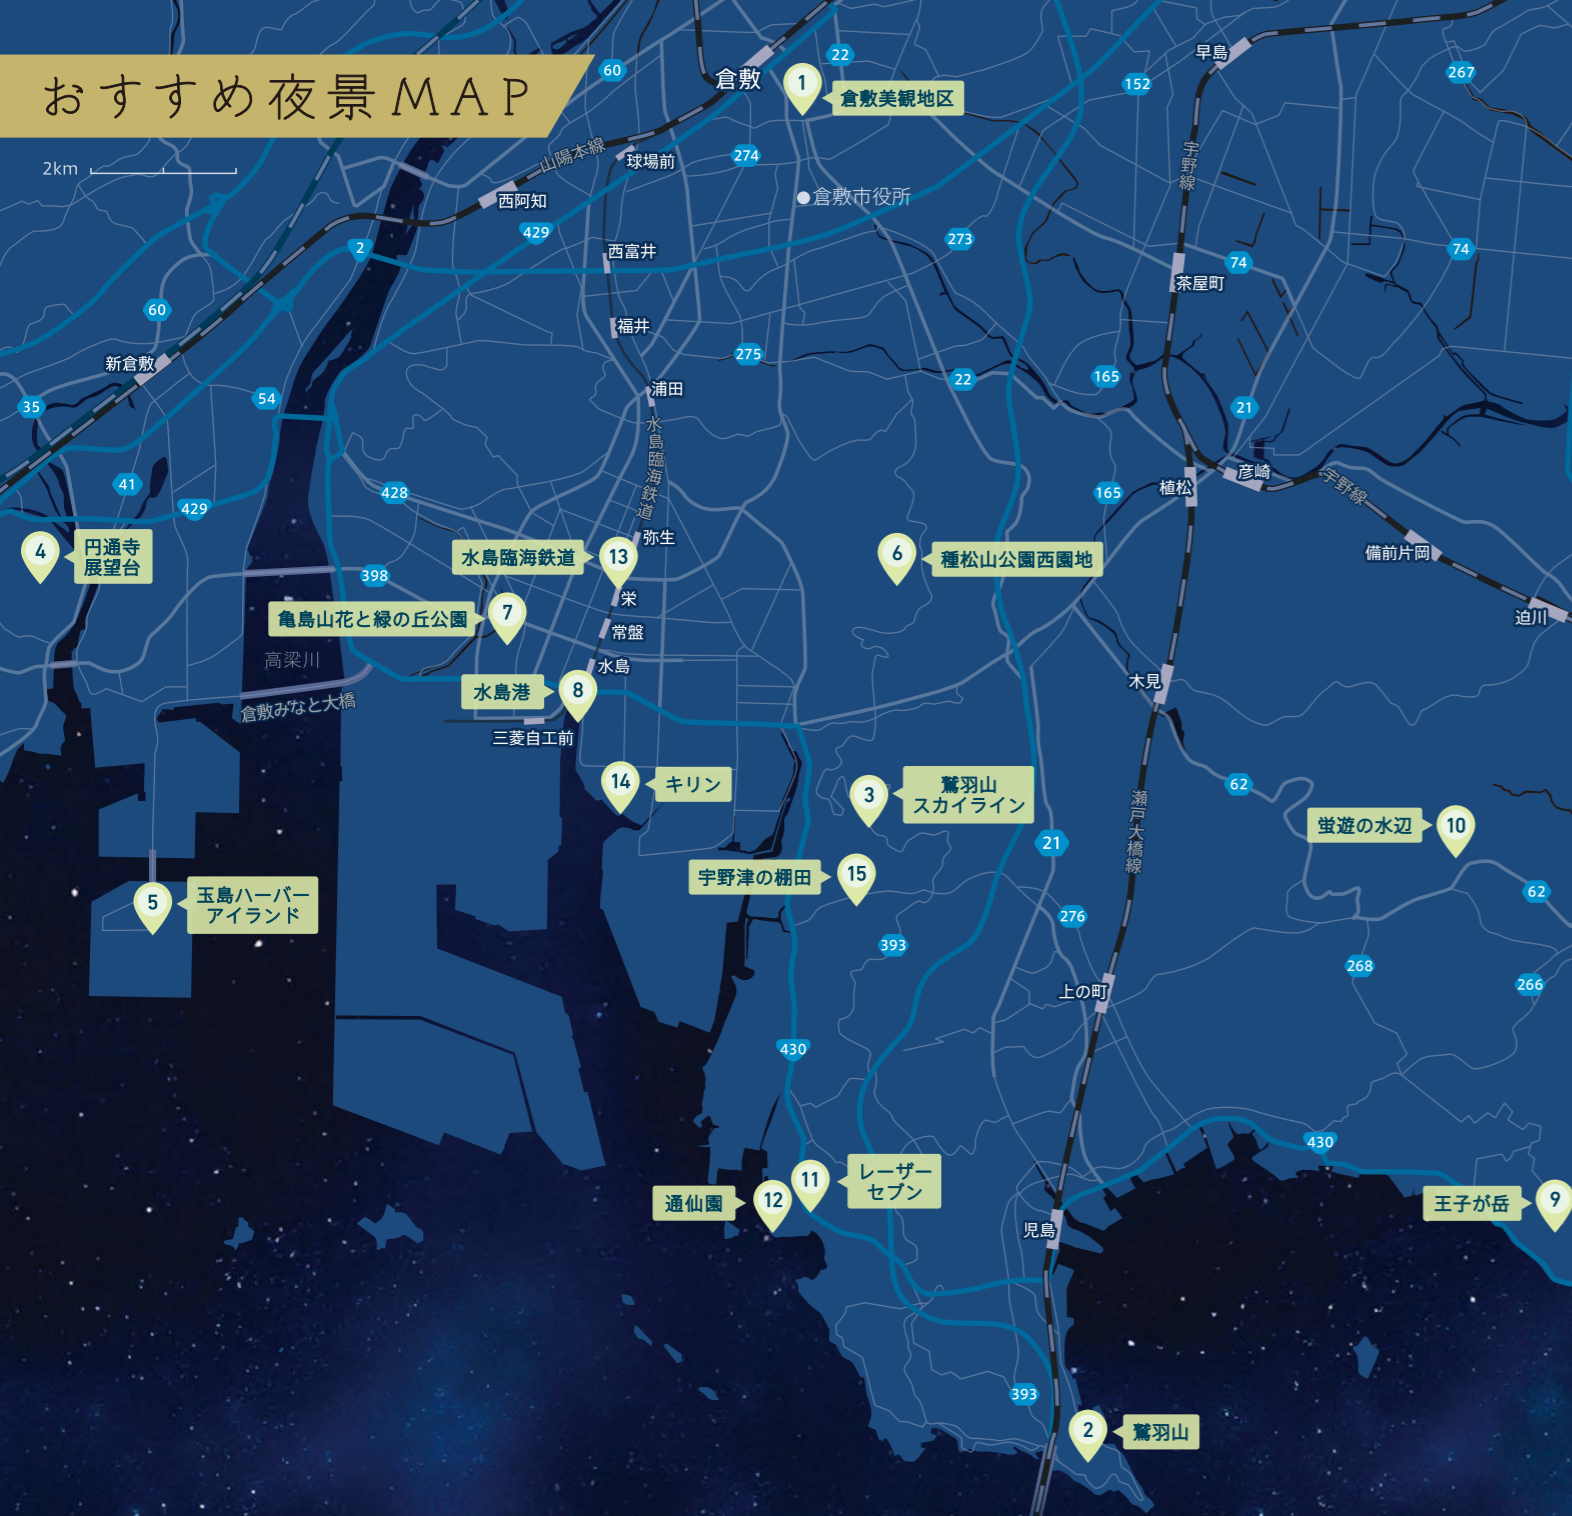 おすすめ夜景MAP
2km
倉敷
22
1
倉敷美観地区
60
早島
152
267
山陽本線
球場前
274
宇野線
西阿知
倉敷市役所
429
2
西富井
273
74
茶屋町
74
60
福井
新倉敷
275
22
165
35
54
浦田
21
水島臨海鉄道
41
429
428
165
植松
彦崎
宇野線
4
円通寺
展望台
水島臨海鉄道
13
弥生
6
種松山公園西園地
備前片岡
398
栄
亀島山花と緑の丘公園
7
常盤
迫川
高梁川
水島
木見
水島港
8
倉敷みなと大橋
三菱自工前
14
キリン
3
鷲羽山
スカイライン
62
瀬戸大橋線
21
蛍遊の水辺
10
宇野津の棚田
15
5
玉島ハーバー
アイランド
62
276
393
268
266
上の町
430
430
11
レーザー
セブン
通仙園
12
王子が岳
9
児島
393
2
鷲羽山